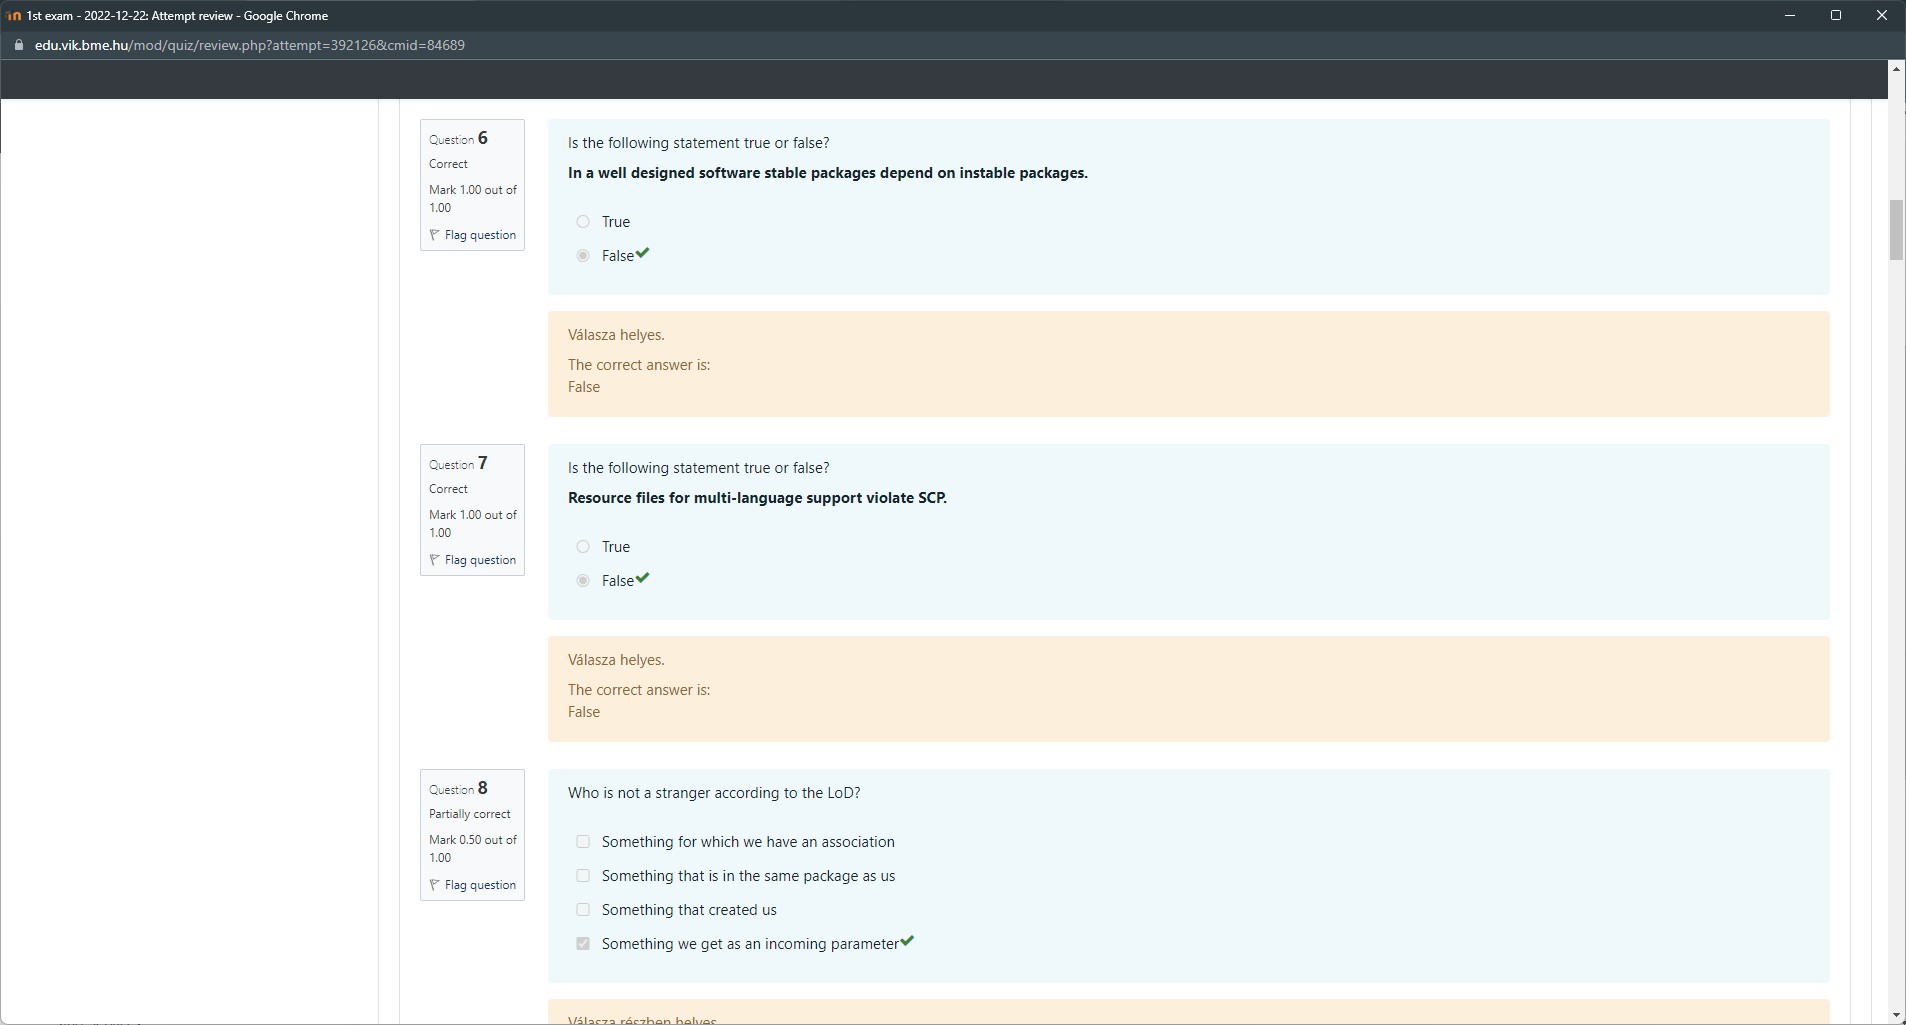 1st exam - 2022-12-22: Attempt review - Google Chrome
edu.vik.bme.hu/mod/quiz/review.php?attempt=392126&cmid=84689
Question 6
Correct
Mark 1.00 out of
1.00
Flag question
Is the following statement true or false?
In a well designed software stable packages depend on instable packages.
True
False
Válasza helyes.
The correct answer is:
False
Question 7
Correct
Mark 1.00 out of
1.00
Flag question
Is the following statement true or false?
Resource files for multi-language support violate SCP.
True
False
Válasza helyes.
The correct answer is:
False
Question 8
Partially correct
Mark 0.50 out of
1.00
Flag question
Who is not a stranger according to the LoD?
Something for which we have an association
Something that is in the same package as us
Something that created us
Something we get as an incoming parameter
Válasza részben helyes.